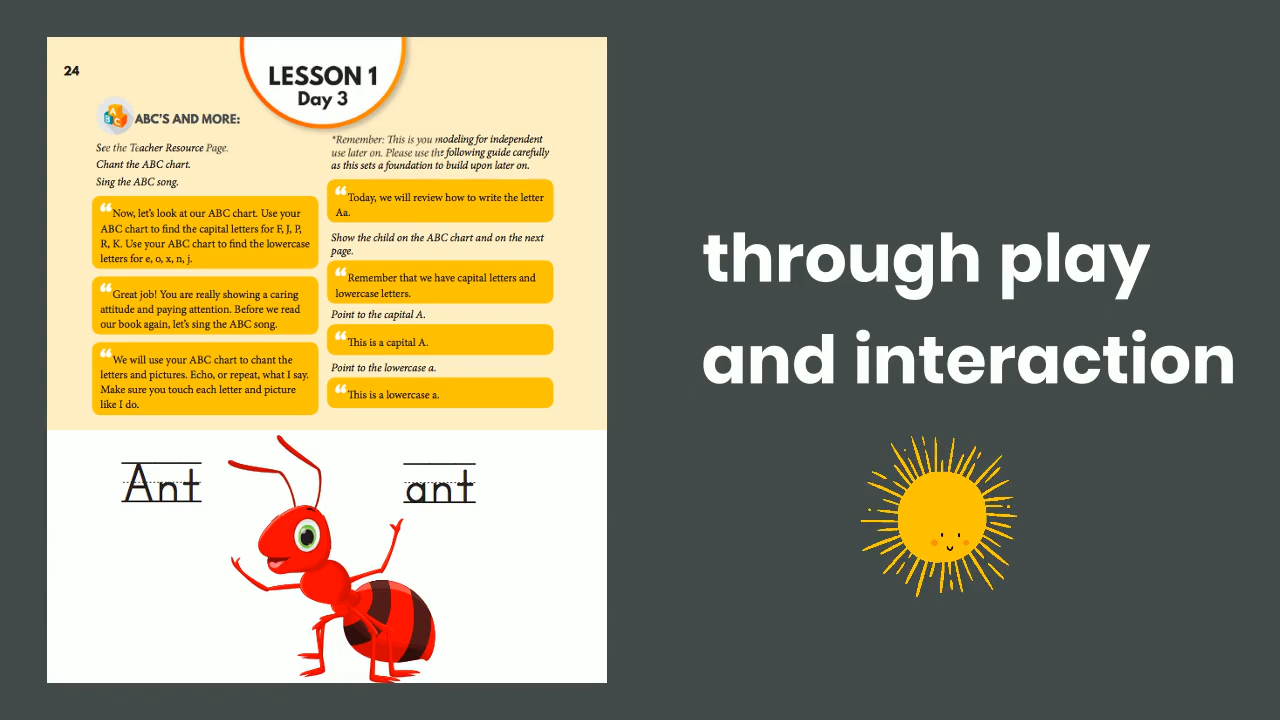 24
LESSON 1
Day 3
ABC'S AND MORE:
See the Teacher Resource Page.
Chant the ABC chart.
Sing the ABC song.
“Now, let's look at our ABC chart. Use your
ABC chart to find the capital letters for F, J, P,
R, K. Use your ABC chart to find the lowercase
letters for e, o, x, n, j.
“Great job! You are really showing a caring
attitude and paying attention. Before we read
our book again, let's sing the ABC song.
“We will use your ABC chart to chant the
letters and pictures. Echo, or repeat, what I say.
Make sure you touch each letter and picture
like I do.
*Remember: This is you modeling for independent
use later on. Please use the following guide carefully
as this sets a foundation to build upon later on.
“Today, we will review how to write the letter
Aa.
Show the child on the ABC chart and on the next
page.
“Remember that we have capital letters and
lowercase letters.
Point to the capital A.
“This is a capital A.
Point to the lowercase a.
“This is a lowercase a.
Ant
ant
through play
and interaction